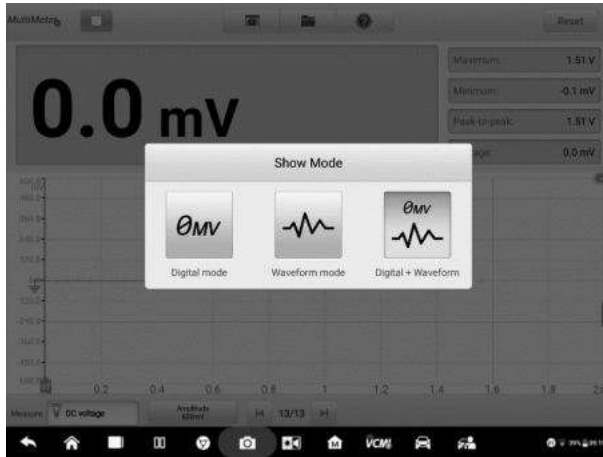 MultiMeter
Reset
0.0 mV
Maximum: 1.51 V
Minimum: -0.1 mV
Peak-to-peak: 1.51 V
0.0 mV
Show Mode
0MV
0MV
Digital mode
Waveform mode
Digital + Waveform
0.2 0.4 0.6 0.8 1 1.2 1.4 1.6 1.8
Measure
DC voltage
Amplitude
13/13
VCMI